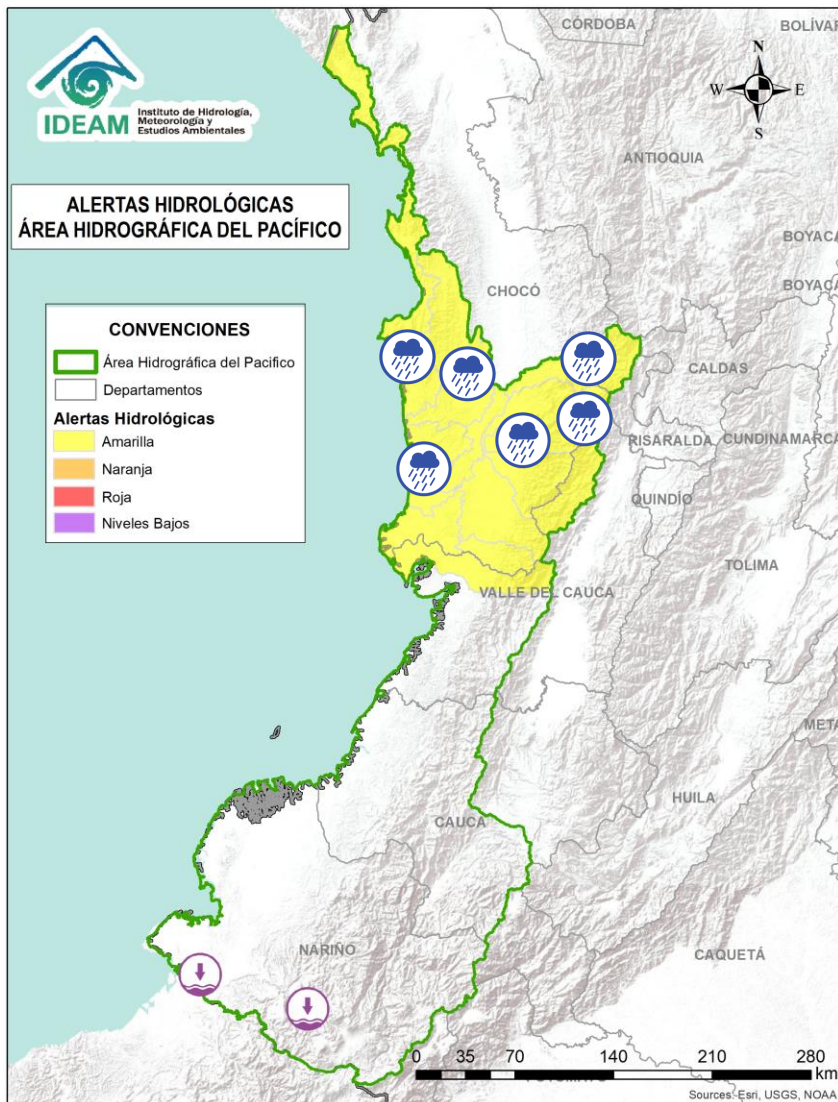 CÓRDOBA
BOLÍVAR
IDEAM
Instituto de Hidrología,
Meteorología y
Estudios Ambientales
N
W E
S
ANTIOQUIA
ALERTAS HIDROLÓGICAS
ÁREA HIDROGRÁFICA DEL PACÍFICO
BOYACÁ
BOYACÁ
CHOCÓ
CONVENCIONES
Área Hidrográfica del Pacifico
Departamentos
Alertas Hidrológicas
Amarilla
Naranja
Roja
Niveles Bajos
CALDAS
RISARALDA
CUNDINAMARCA
QUINDÍO
TOLIMA
VALLE DEL CAUCA
META
HUILA
CAUCA
NARIÑO
CAQUETÁ
0 35 70 140 210 280
km
Sources: Esri, USGS, NOAA